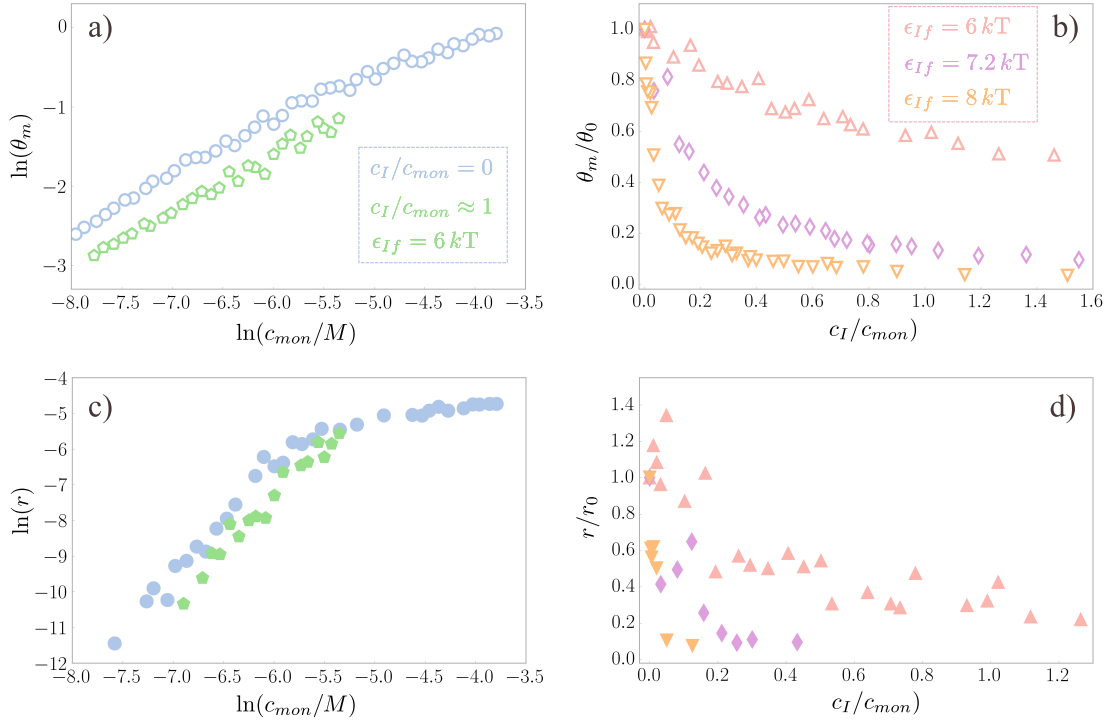 a)
ln(θ_m)
0
−1
−2
−3
−8.0 −7.5 −7.0 −6.5 −6.0 −5.5 −5.0 −4.5 −4.0 −3.5
ln(c_mon/M)
c_I/c_mon = 0
c_I/c_mon ≈ 1
ϵ_If = 6 kT
b)
θ_m/θ_0
1.0
0.8
0.6
0.4
0.2
0.0
0.0 0.2 0.4 0.6 0.8 1.0 1.2 1.4 1.6
c_I/c_mon)
ϵ_If = 6 kT
ϵ_If = 7.2 kT
ϵ_If = 8 kT
c)
ln(r)
−4
−5
−6
−7
−8
−9
−10
−11
−12
−8.0 −7.5 −7.0 −6.5 −6.0 −5.5 −5.0 −4.5 −4.0 −3.5
ln(c_mon/M)
d)
r/r_0
1.4
1.2
1.0
0.8
0.6
0.4
0.2
0.0
0.0 0.2 0.4 0.6 0.8 1.0 1.2
c_I/c_mon)